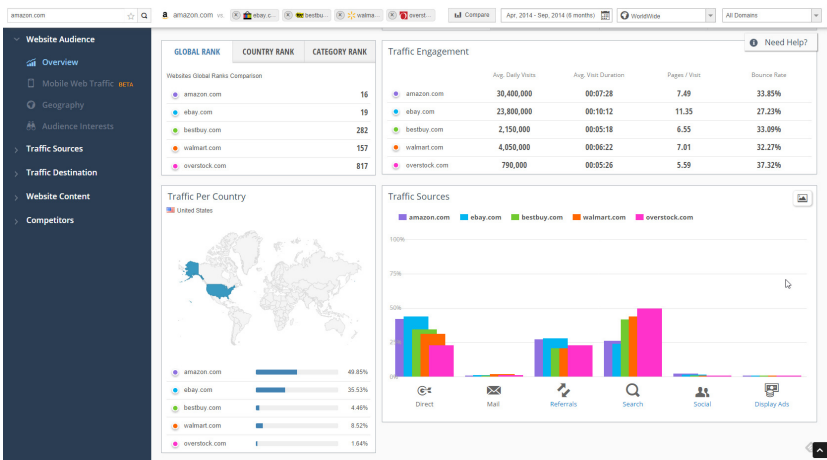 amazon.com
a amazon.com vs. ebay.c... bestbu... walma... overst... Compare Apr, 2014 - Sep, 2014 (6 months) WorldWide All Domains
Need Help?
Website Audience
Overview
Mobile Web Traffic BETA
Geography
Audience Interests
Traffic Sources
Traffic Destination
Website Content
Competitors
GLOBAL RANK COUNTRY RANK CATEGORY RANK
Websites Global Ranks Comparison
amazon.com 16
ebay.com 19
bestbuy.com 282
walmart.com 157
overstock.com 817
Traffic Engagement
Avg. Daily Visits Avg. Visit Duration Pages / Visit Bounce Rate
amazon.com 30,400,000 00:07:28 7.49 33.85%
ebay.com 23,800,000 00:10:12 11.35 27.23%
bestbuy.com 2,150,000 00:05:18 6.55 33.09%
walmart.com 4,050,000 00:06:22 7.01 32.27%
overstock.com 790,000 00:05:26 5.59 37.32%
Traffic Per Country
United States
amazon.com 49.85%
ebay.com 35.53%
bestbuy.com 4.46%
walmart.com 8.52%
overstock.com 1.64%
Traffic Sources
amazon.com ebay.com bestbuy.com walmart.com overstock.com
100%
75%
50%
25%
0%
Direct Mail Referrals Search Social Display Ads